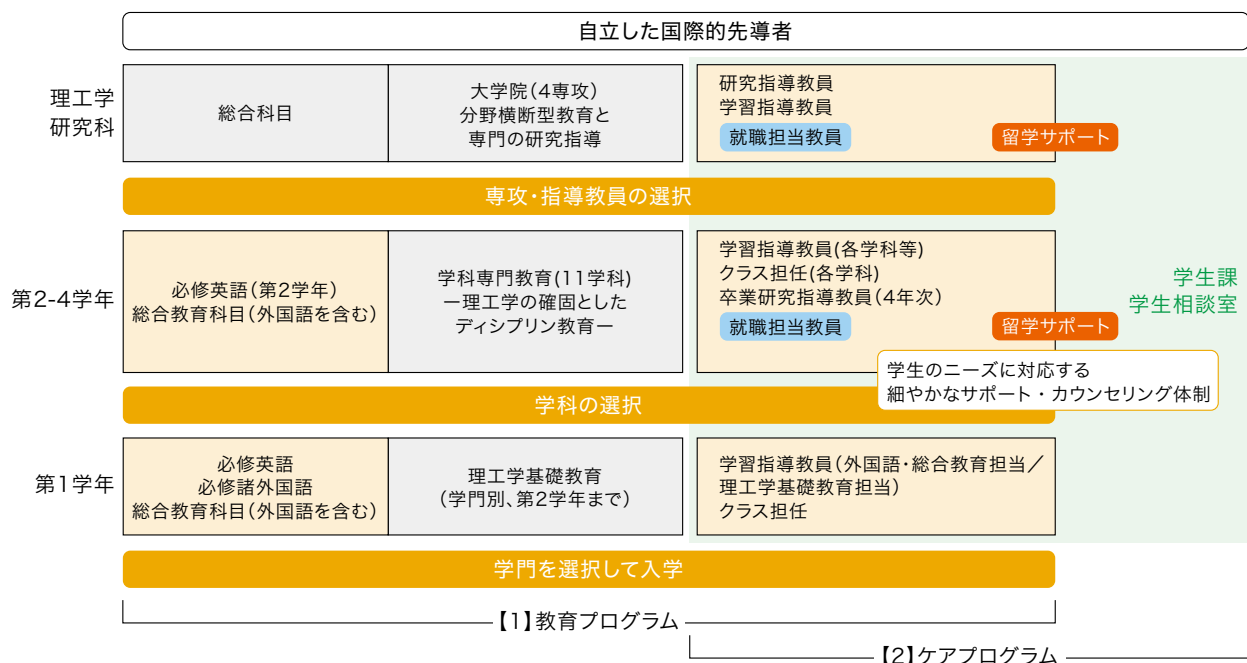 自立した国際的先導者
理工学
研究科
総合科目
大学院（4専攻）
分野横断型教育と
専門の研究指導
研究指導教員
学習指導教員
就職担当教員
留学サポート
専攻・指導教員の選択
第2-4学年
必修英語（第2学年）
総合教育科目（外国語を含む）
学科専門教育(11学科)
ー理工学の確固とした
ディシプリン教育ー
学習指導教員(各学科等)
クラス担任(各学科)
卒業研究指導教員（4年次）
就職担当教員
留学サポート
学生課
学生相談室
学生のニーズに対応する
細やかなサポート・カウンセリング体制
学科の選択
第1学年
必修英語
必修諸外国語
総合教育科目（外国語を含む）
理工学基礎教育
（学門別、第2学年まで）
学習指導教員（外国語・総合教育担当／
理工学基礎教育担当）
クラス担任
学門を選択して入学
【1】教育プログラム
【2】ケアプログラム